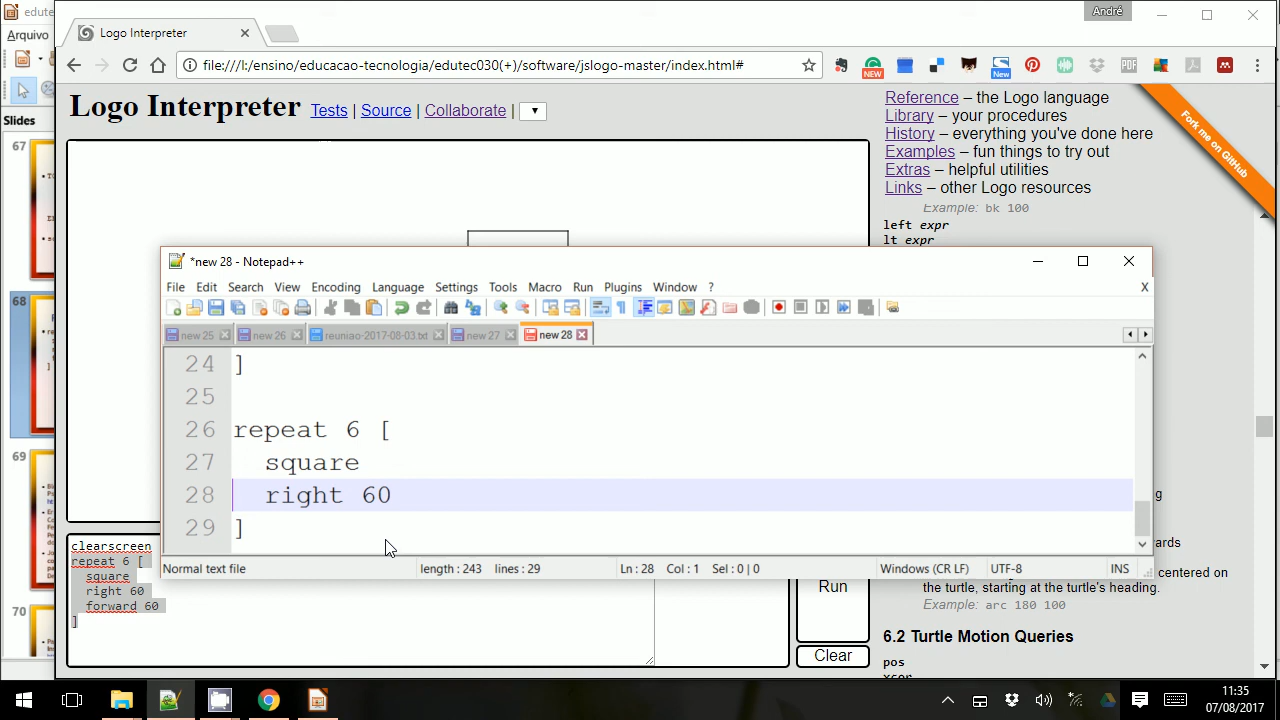 edute
Arquivo
Slides
67
68
69
70
Logo Interpreter
André
file:///I:/ensino/educacao-tecnologia/edutec030(+)/software/jslogo-master/index.html#
NEW
New
PDF
Logo Interpreter Tests | Source | Collaborate |
Reference – the Logo language
Library – your procedures
History – everything you've done here
Examples – fun things to try out
Extras – helpful utilities
Links – other Logo resources
Fork me on GitHub
Example: bk 100
left expr
lt expr
*new 28 - Notepad++
File Edit Search View Encoding Language Settings Tools Macro Run Plugins Window ? X
new 25 new 26 reuniao-2017-08-03.txt new 27 new 28
24 ]
25
26 repeat 6 [
27 square
28 right 60
29 ]
Normal text file length : 243 lines : 29 Ln : 28 Col : 1 Sel : 0 | 0 Windows (CR LF) UTF-8 INS
clearscreen
repeat 6 [
square
right 60
forward 60
]
Run
Clear
g
ards
centered on
the turtle, starting at the turtle's heading.
Example: arc 180 100
6.2 Turtle Motion Queries
pos
xcor
11:35
07/08/2017